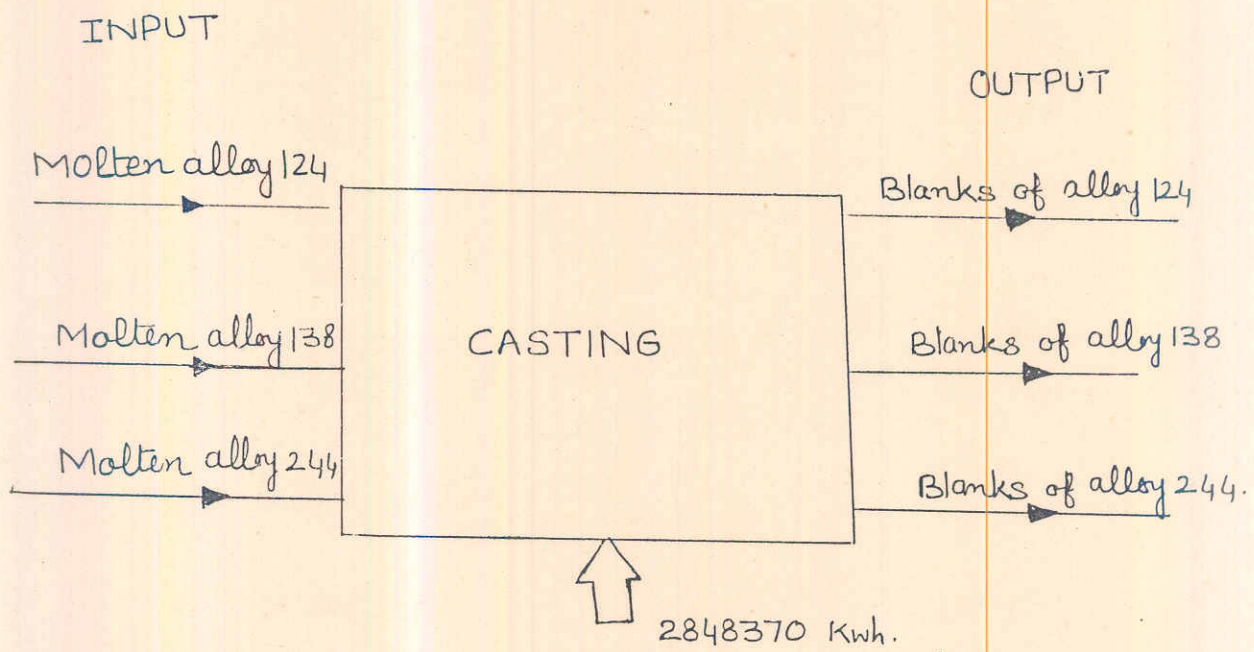 INPUT
OUTPUT
Molten alloy 124
Blanks of alloy 124
Molten alloy 138
CASTING
Blanks of alloy 138
Molten alloy 244
Blanks of alloy 244.
2848370 Kwh.